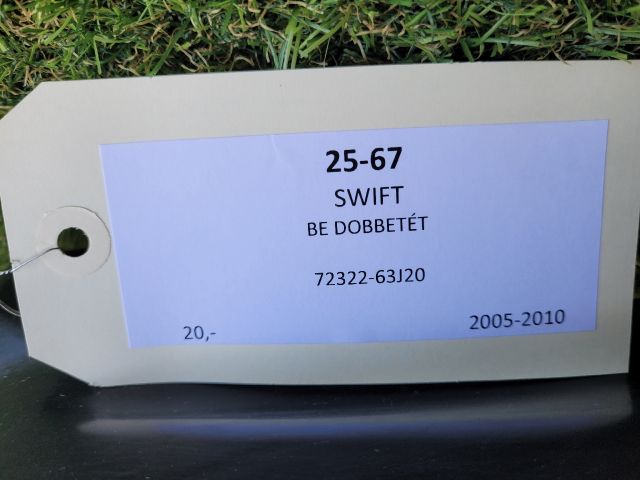 25-67
SWIFT
BE DOBBETÉT
72322-63J20
20,- 2005-2010